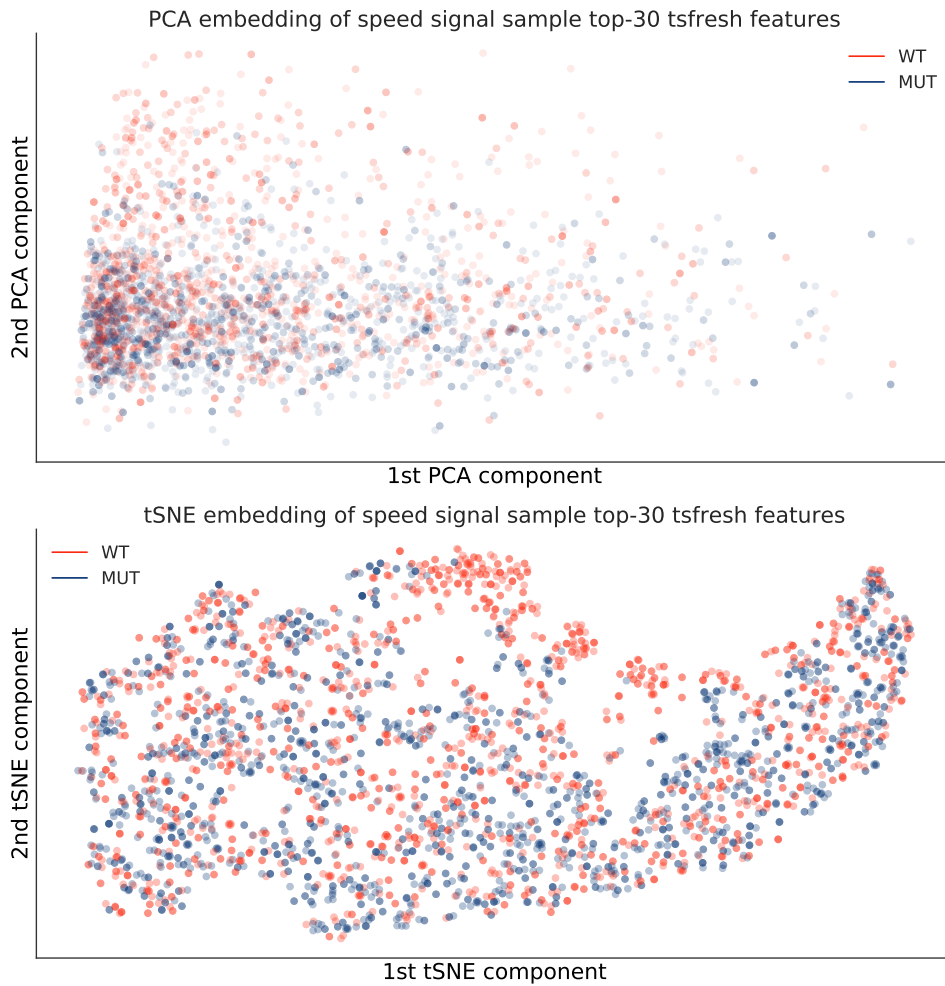 PCA embedding of speed signal sample top-30 tsfresh features
WT
MUT
2nd PCA component
1st PCA component
tSNE embedding of speed signal sample top-30 tsfresh features
WT
MUT
2nd tSNE component
1st tSNE component